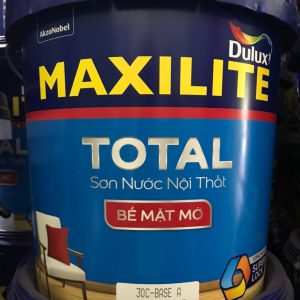 AkzoNobel
Dulux
MAXILITE
TOTAL
Sơn Nước Nội Thất
BỀ MẶT MỜ
30C-BASE A